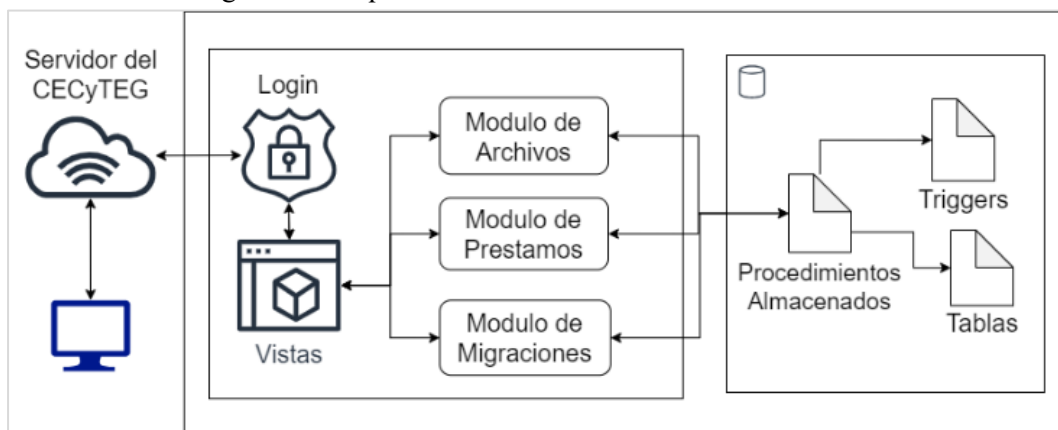 Servidor del
CECyTEG
Login
Vistas
Modulo de
Archivos
Modulo de
Prestamos
Modulo de
Migraciones
Procedimientos
Almacenados
Triggers
Tablas